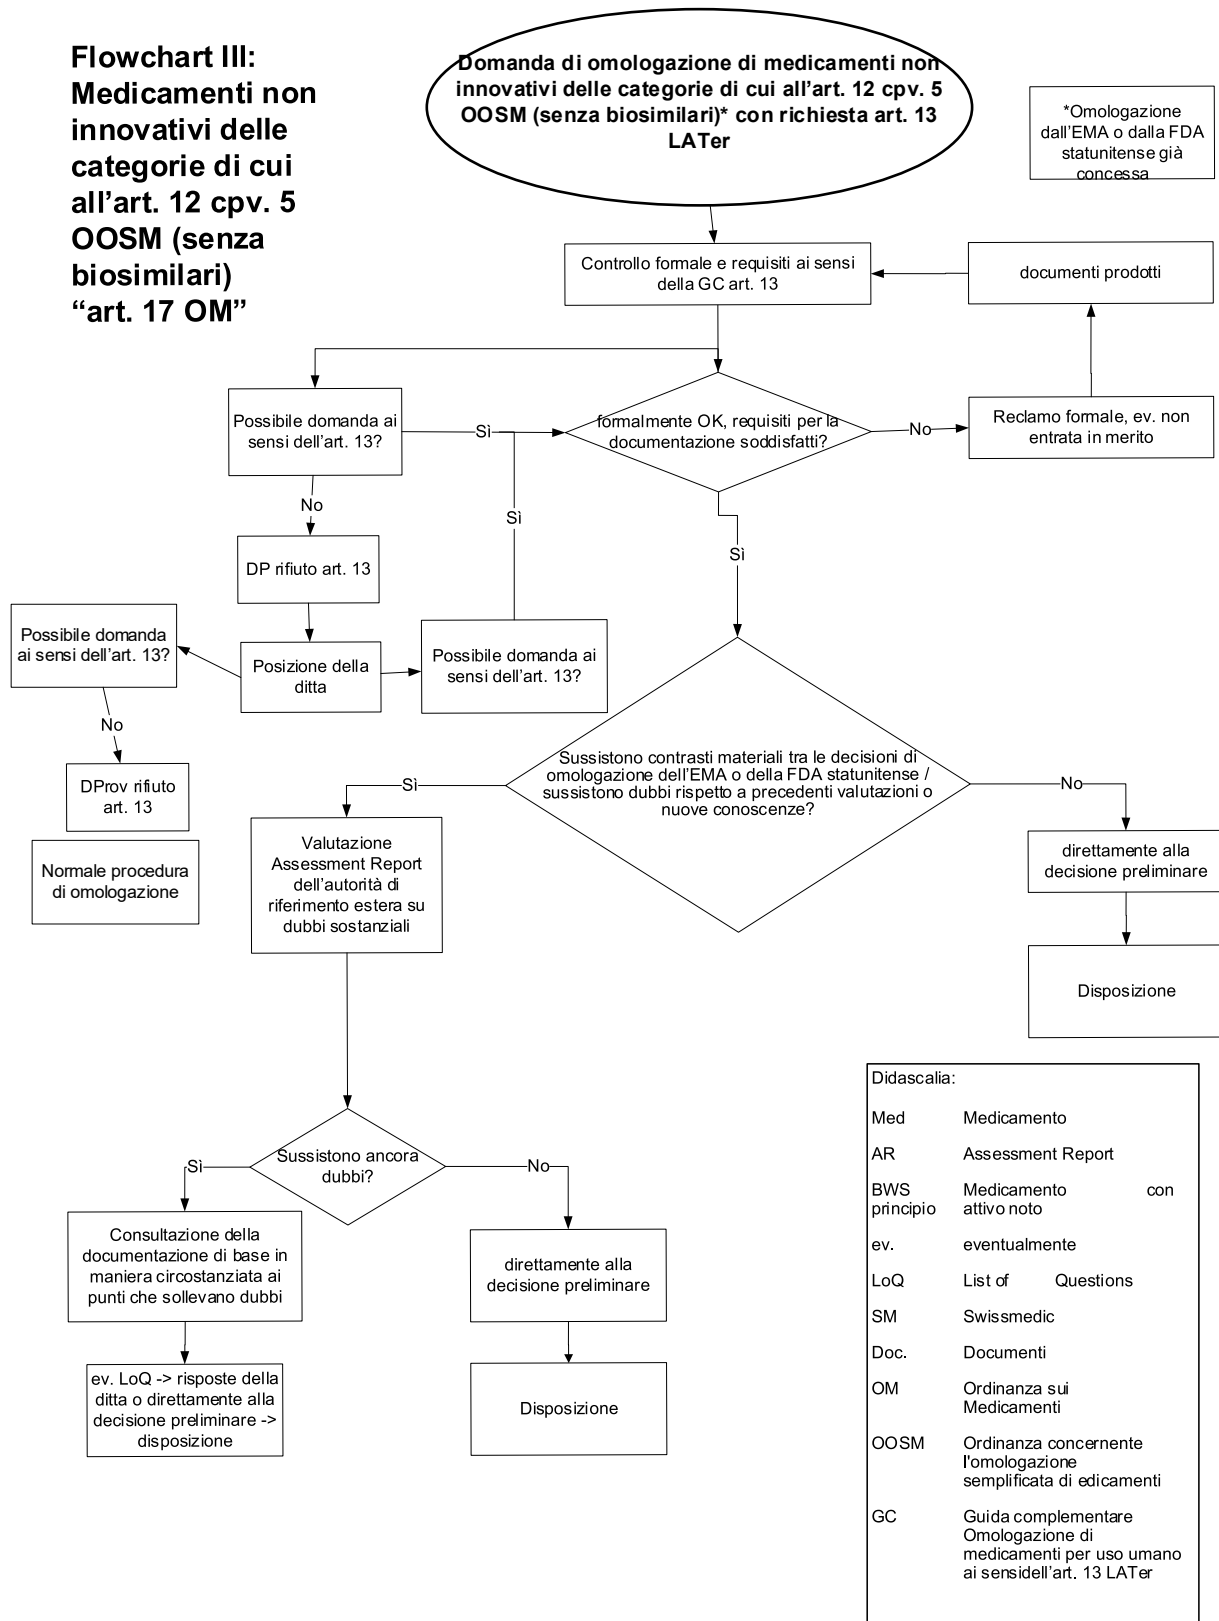 Flowchart III:
Medicamenti non
innovativi delle
categorie di cui
all’art. 12 cpv. 5
OOSM (senza
biosimilari)
“art. 17 OM”
Domanda di omologazione di medicamenti non
innovativi delle categorie di cui all’art. 12 cpv. 5
OOSM (senza biosimilari)* con richiesta art. 13
LATer
*Omologazione
dall’EMA o dalla FDA
statunitense già
concessa
Controllo formale e requisiti ai sensi
della GC art. 13
documenti prodotti
Possibile domanda ai
sensi dell’art. 13?
Sì
formalmente OK, requisiti per la
documentazione soddisfatti?
No
Reclamo formale, ev. non
entrata in merito
No
Sì
Sì
DP rifiuto art. 13
Possibile domanda
ai sensi dell’art. 13?
Posizione della
ditta
Possibile domanda ai
sensi dell’art. 13?
No
DProv rifiuto
art. 13
Normale procedura
di omologazione
Sussistono contrasti materiali tra le decisioni di
omologazione dell’EMA o della FDA statunitense /
sussistono dubbi rispetto a precedenti valutazioni o
nuove conoscenze?
Sì
No
Valutazione
Assessment Report
dell’autorità di
riferimento estera su
dubbi sostanziali
direttamente alla
decisione preliminare
Disposizione
Sussistono ancora
dubbi?
Sì
No
Consultazione della
documentazione di base in
maniera circostanziata ai
punti che sollevano dubbi
direttamente alla
decisione preliminare
ev. LoQ -> risposte della
ditta o direttamente alla
decisione preliminare ->
disposizione
Disposizione
Didascalia:
Med Medicamento
AR Assessment Report
BWS Medicamento con
principio attivo noto
ev. eventualmente
LoQ List of Questions
SM Swissmedic
Doc. Documenti
OM Ordinanza sui
Medicamenti
OOSM Ordinanza concernente
l'omologazione
semplificata di edicamenti
GC Guida complementare
Omologazione di
medicamenti per uso umano
ai sensidell’art. 13 LATer